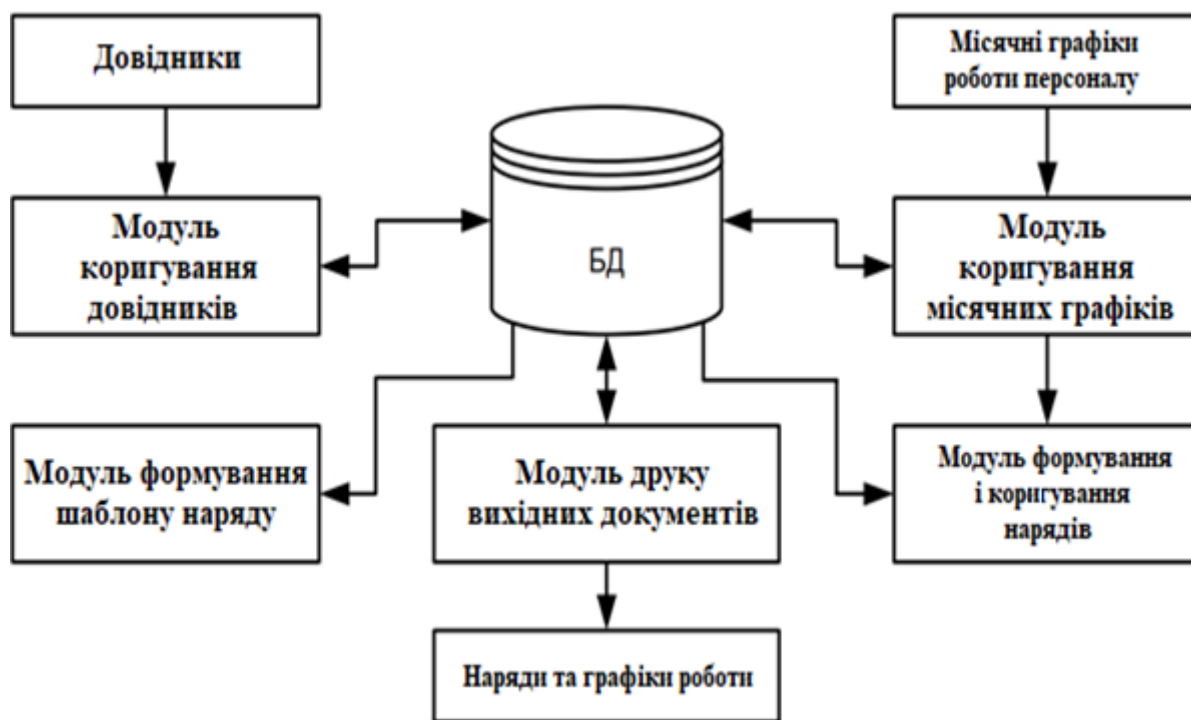 Довідники
Місячні графіки
роботи персоналу
Модуль
коригування
довідників
БД
Модуль
коригування
місячних графіків
Модуль формування
шаблону наряду
Модуль друку
вихідних документів
Модуль формування
і коригування
нарядів
Наряди та графіки роботи